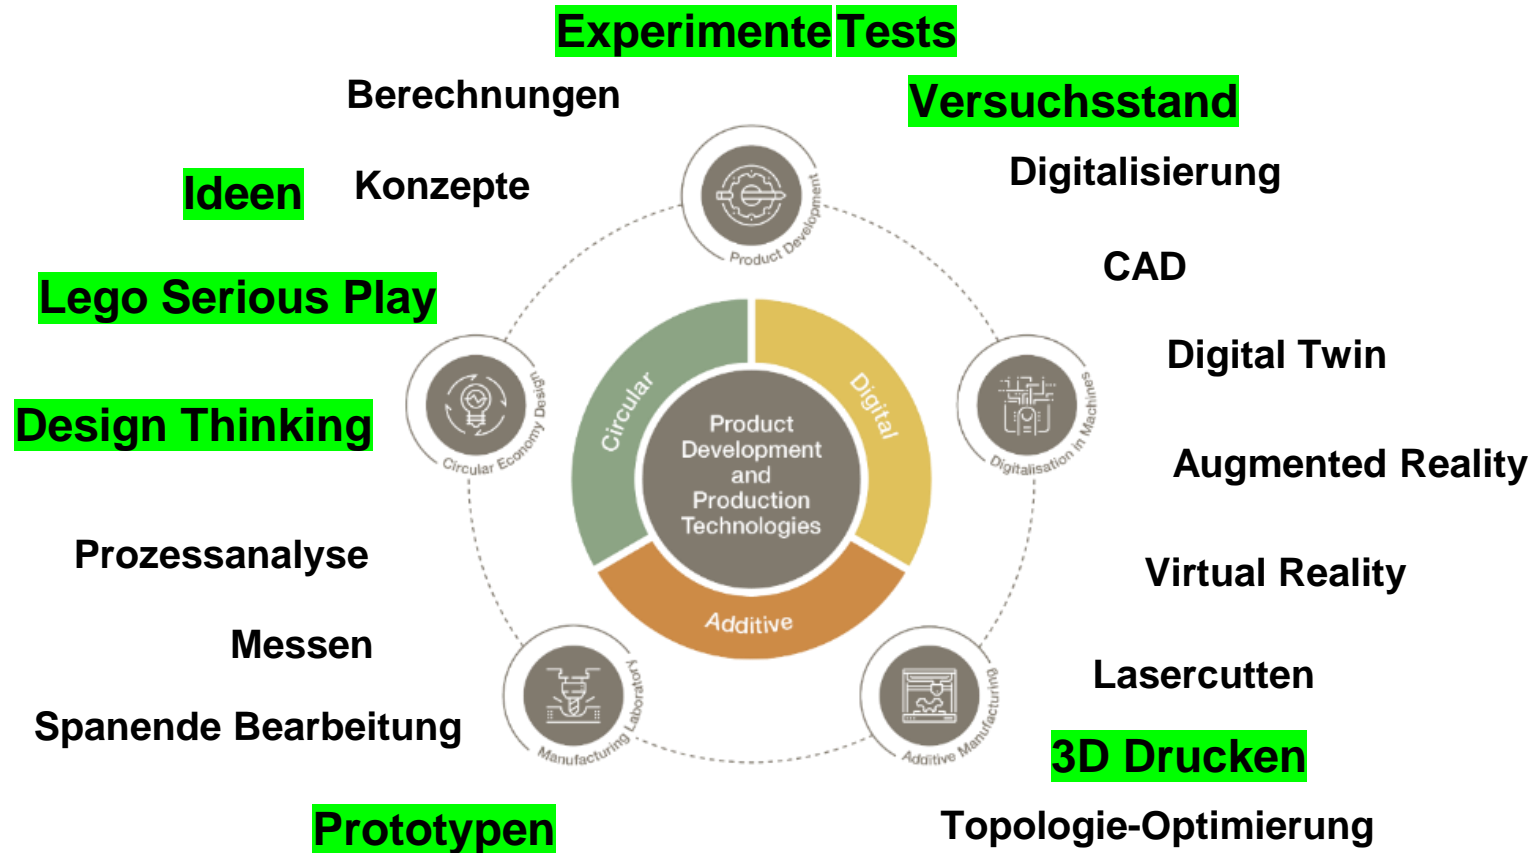 Experimente Tests
Berechnungen
Versuchsstand
Ideen
Konzepte
Digitalisierung
Product Development
CAD
Lego Serious Play
Digital Twin
Circular Economy Design
Digitalisation in Machines
Circular
Digital
Design Thinking
Product
Development
and
Production
Technologies
Augmented Reality
Prozessanalyse
Virtual Reality
Additive
Messen
Lasercutten
Spanende Bearbeitung
Manufacturing Laboratory
Additive Manufacturing
3D Drucken
Prototypen
Topologie-Optimierung